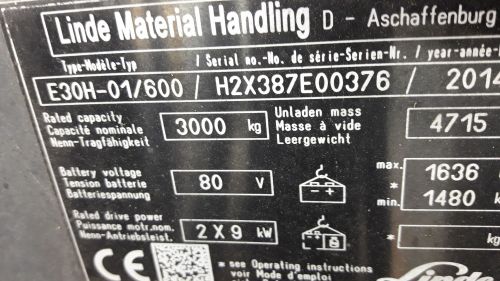 Linde Material Handling D - Aschaffenburg
Type-Modèle-Typ / Serial no.-No. de série-Serien-Nr. / year-année-
E30H-01/600 / H2X387E00376 / 2014
Rated capacity
Capacité nominale
Nenn-Tragfähigkeit
3000 kg
Unladen mass
Masse à vide
Leergewicht
4715
Battery voltage
Tension batterie
Batteriespannung
80 V
max. 1636
*
min. 1480
Rated drive power
Puissance mot.nom.
Nenn-Antriebsleist.
2 X 9 kW
*
CE
* see Operating instructions
voir Mode d'emploi
Linde